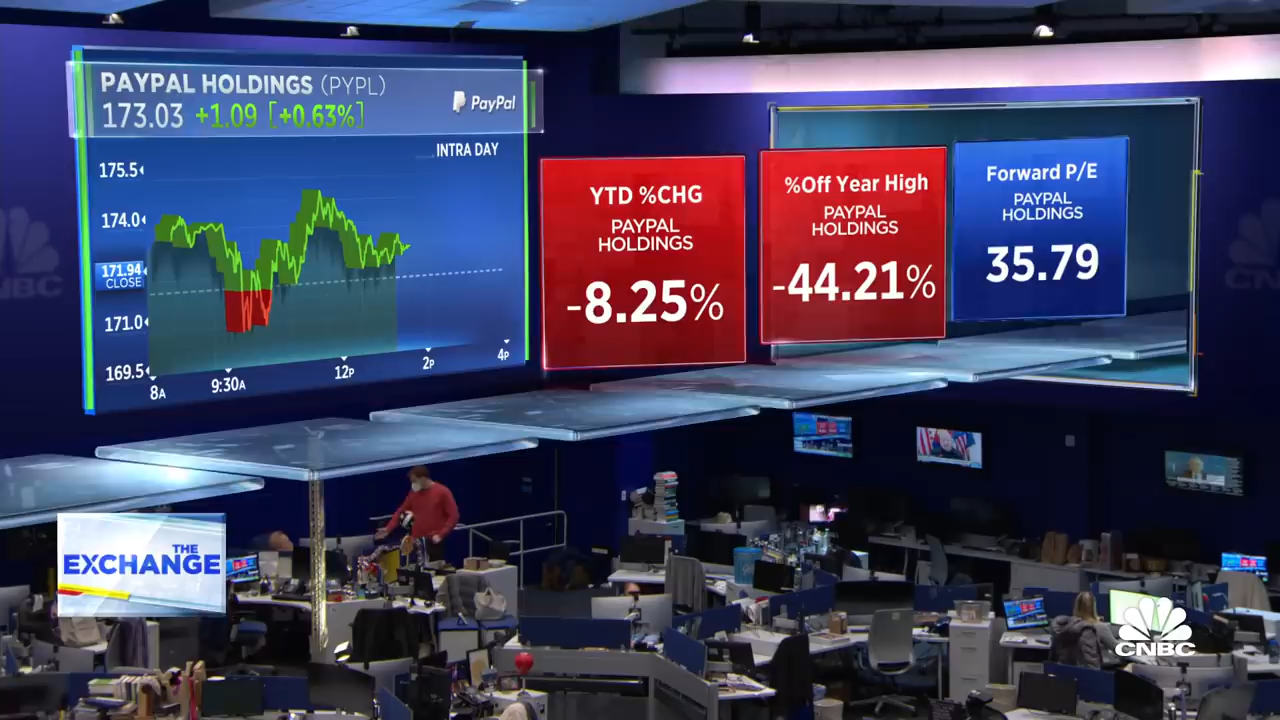 PAYPAL HOLDINGS (PYPL)
173.03 +1.09 [+0.63%]
PayPal
INTRA DAY
175.5
174.0
171.94
CLOSE
171.0
169.5
8A
9:30A
12P
2P
4P
YTD %CHG
PAYPAL
HOLDINGS
-8.25%
%Off Year High
PAYPAL
HOLDINGS
-44.21%
Forward P/E
PAYPAL
HOLDINGS
35.79
THE
EXCHANGE
CNBC